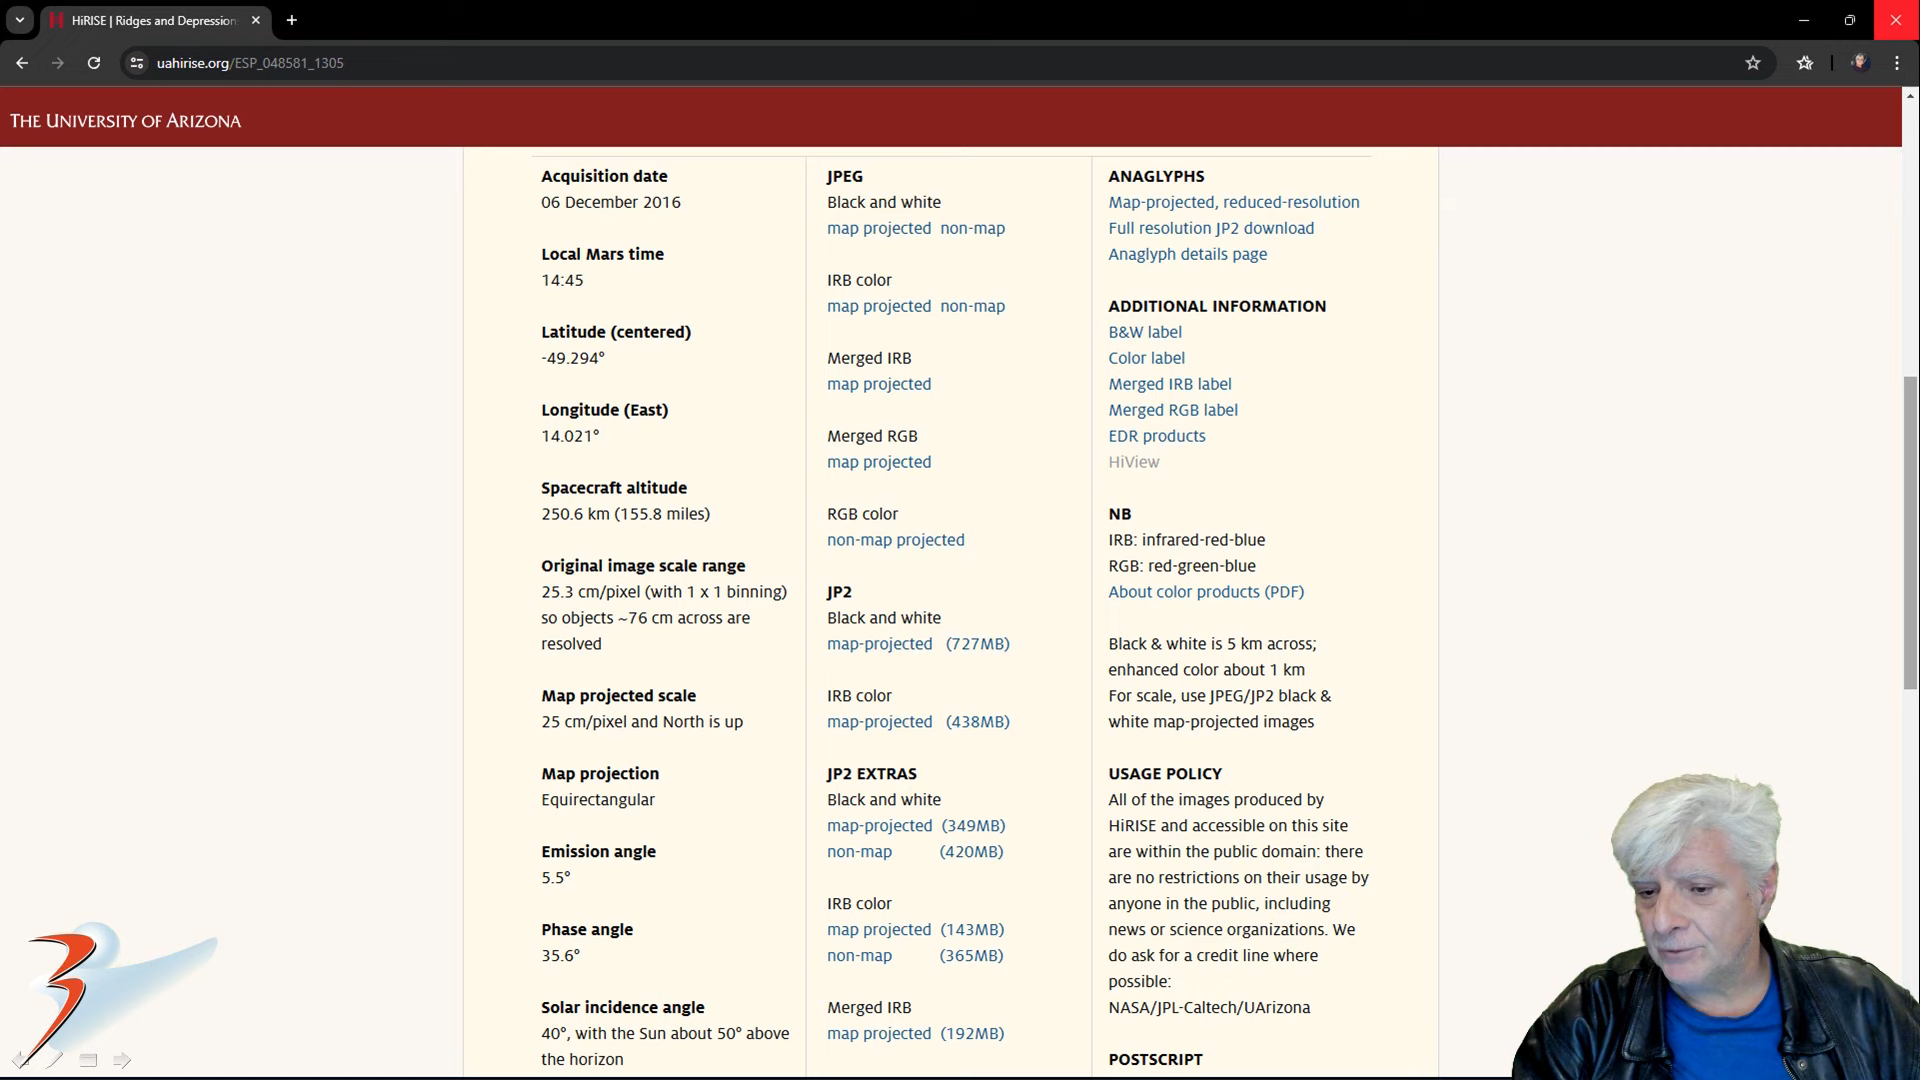 HiRISE | Ridges and Depression
uahirise.org/ESP_048581_1305
THE UNIVERSITY OF ARIZONA
Acquisition date
06 December 2016
Local Mars time
14:45
Latitude (centered)
-49.294°
Longitude (East)
14.021°
Spacecraft altitude
250.6 km (155.8 miles)
Original image scale range
25.3 cm/pixel (with 1 x 1 binning)
so objects ~76 cm across are
resolved
Map projected scale
25 cm/pixel and North is up
Map projection
Equirectangular
Emission angle
5.5°
Phase angle
35.6°
Solar incidence angle
40°, with the Sun about 50° above
the horizon
JPEG
Black and white
map projected non-map
IRB color
map projected non-map
Merged IRB
map projected
Merged RGB
map projected
RGB color
non-map projected
JP2
Black and white
map-projected (727MB)
IRB color
map-projected (438MB)
JP2 EXTRAS
Black and white
map-projected (349MB)
non-map (420MB)
IRB color
map projected (143MB)
non-map (365MB)
Merged IRB
map projected (192MB)
ANAGLYPHS
Map-projected, reduced-resolution
Full resolution JP2 download
Anaglyph details page
ADDITIONAL INFORMATION
B&W label
Color label
Merged IRB label
Merged RGB label
EDR products
HiView
NB
IRB: infrared-red-blue
RGB: red-green-blue
About color products (PDF)
Black & white is 5 km across;
enhanced color about 1 km
For scale, use JPEG/JP2 black &
white map-projected images
USAGE POLICY
All of the images produced by
HiRISE and accessible on this site
are within the public domain: there
are no restrictions on their usage by
anyone in the public, including
news or science organizations. We
do ask for a credit line where
possible:
NASA/JPL-Caltech/UArizona
POSTSCRIPT